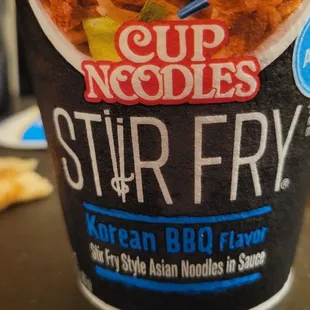 CUP
NOODLES®
STIR FRY®
Korean BBQ Flavor
Stir Fry Style Asian Noodles in Sauce